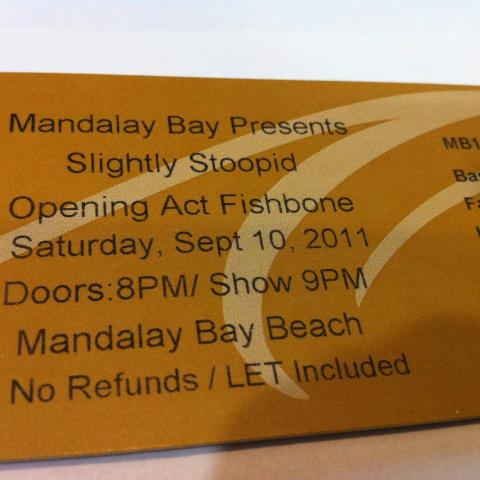 Mandalay Bay Presents
Slightly Stoopid
Opening Act Fishbone
Saturday, Sept 10, 2011
Doors:8PM/ Show 9PM
Mandalay Bay Beach
No Refunds / LET Included